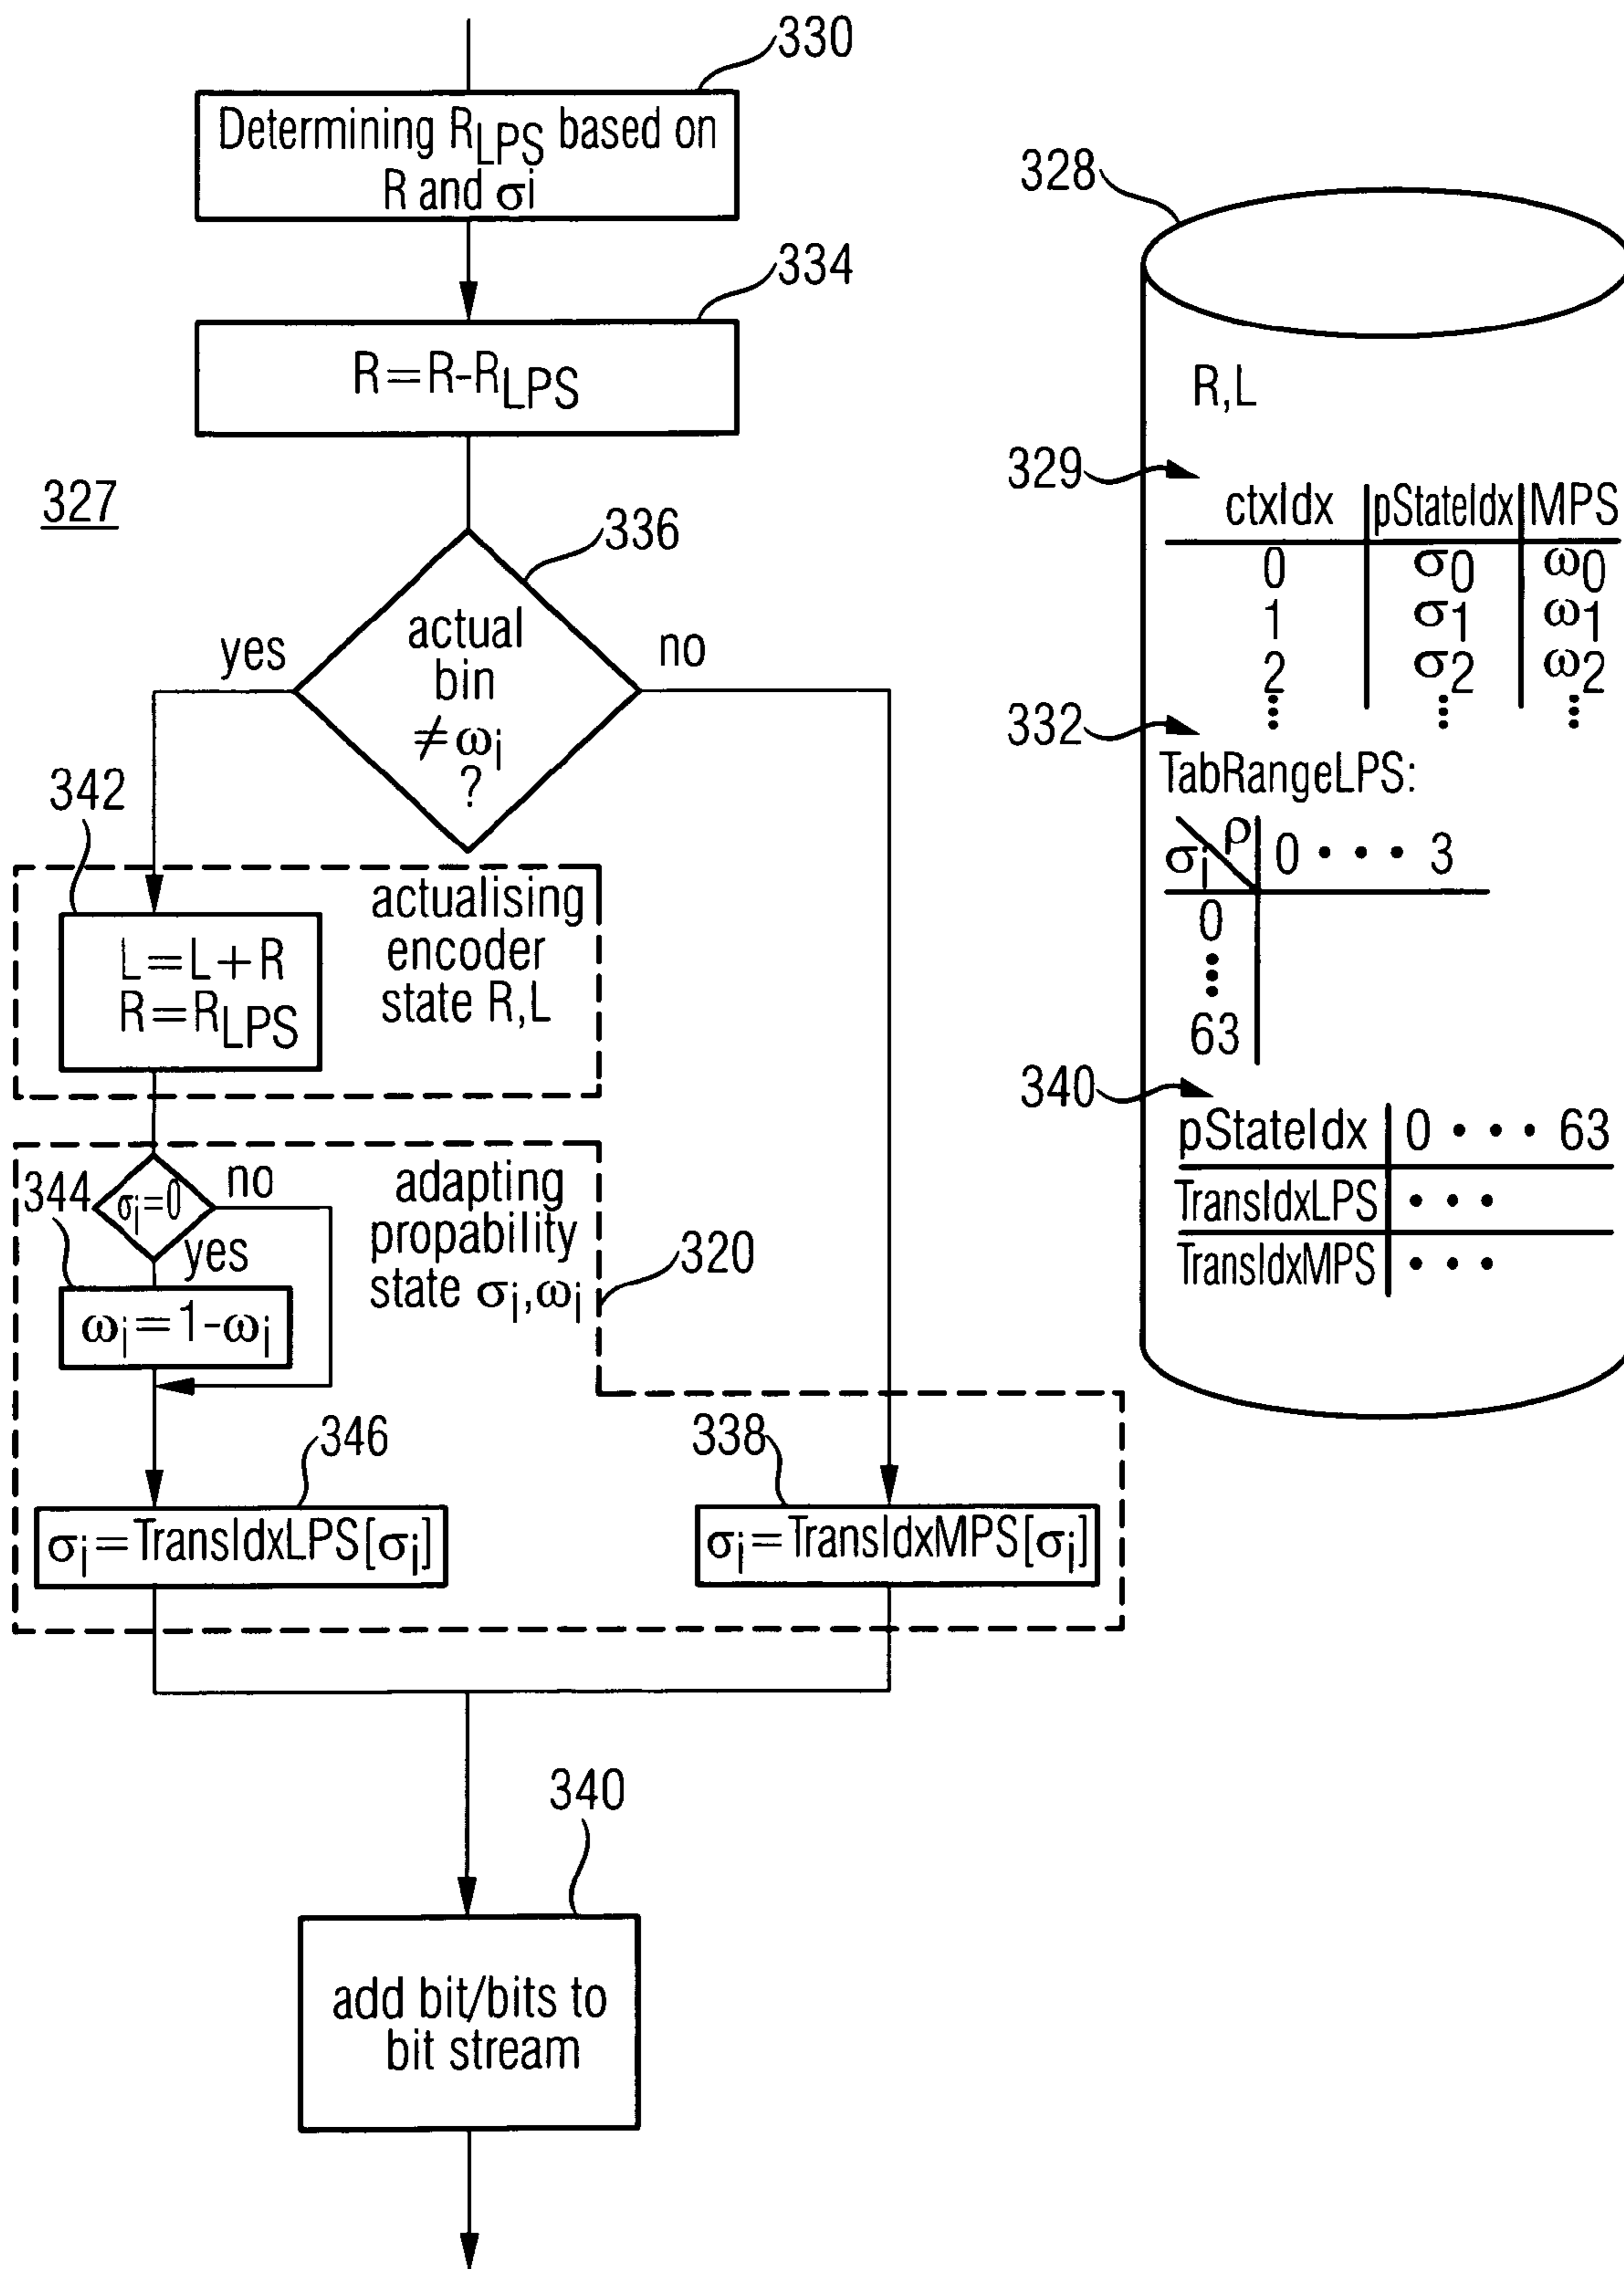 330
Determining RLPS based on
R and σi
334
R=R-RLPS
327
336
actual
bin
≠ωi
?
yes
no
342
L=L+R
R=RLPS
actualising
encoder
state R,L
344
σi=0
no
yes
ωi=1-ωi
adapting
propability
state σi,ωi
320
346
σi=TransIdxLPS[σi]
338
σi=TransIdxMPS[σi]
340
add bit/bits to
bit stream
328
R,L
329
ctxIdx pStateIdx MPS
0 σ0 ω0
1 σ1 ω1
2 σ2 ω2
332
TabRangeLPS:
σi ρ 0 • • • 3
0
63
340
pStateIdx 0 • • • 63
TransIdxLPS • • •
TransIdxMPS • • •